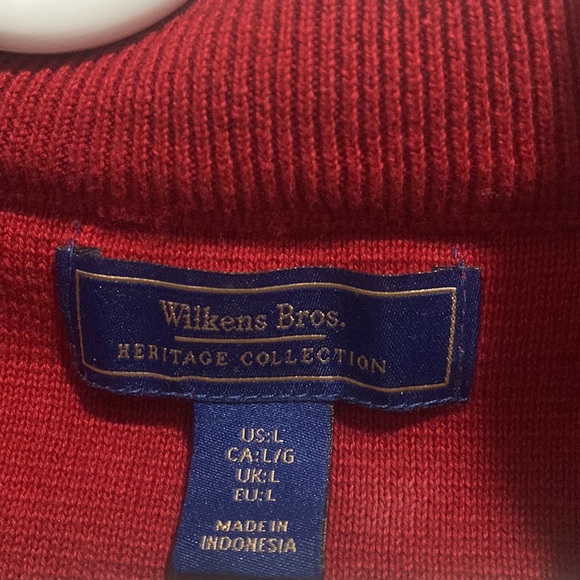 Wilkens Bros.
HERITAGE COLLECTION
US:L
CA:L/G
UK:L
EU:L
MADE IN
INDONESIA